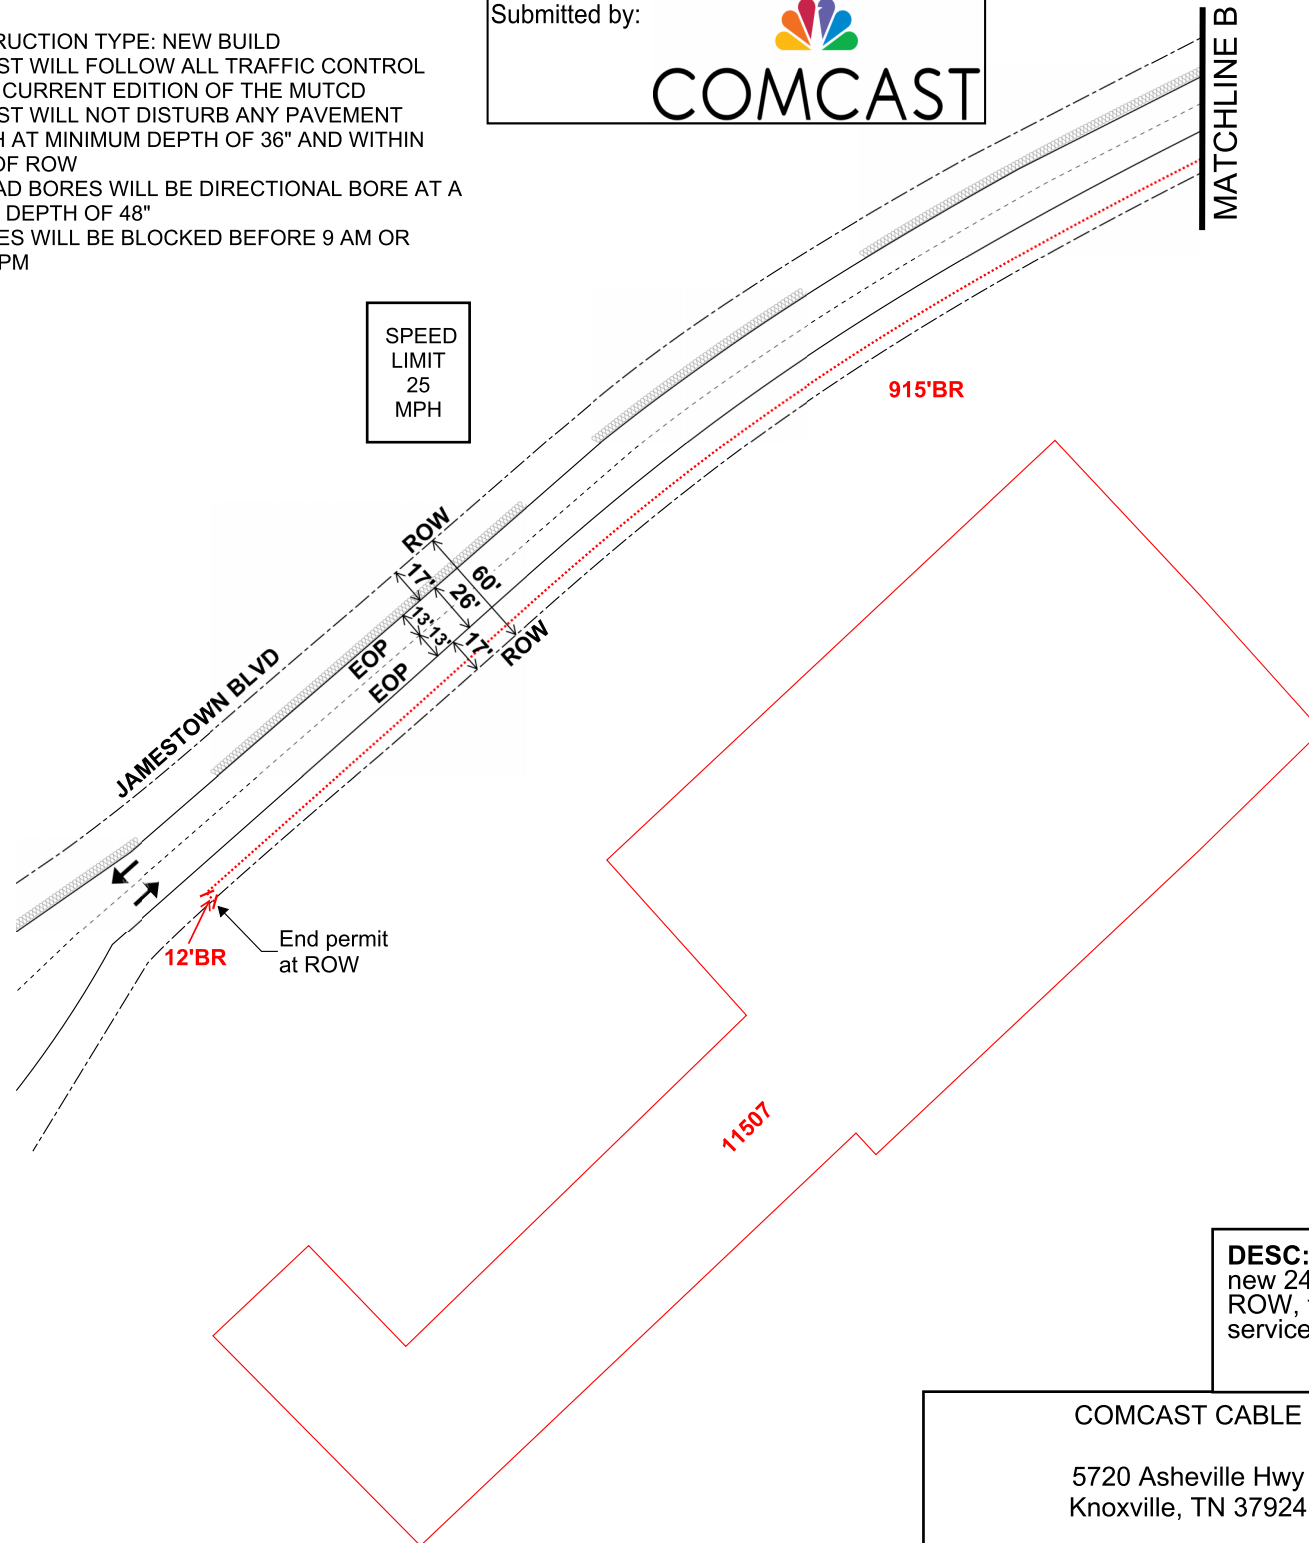 Submitted by:
COMCAST
RUCTION TYPE: NEW BUILD
ST WILL FOLLOW ALL TRAFFIC CONTROL
CURRENT EDITION OF THE MUTCD
ST WILL NOT DISTURB ANY PAVEMENT
H AT MINIMUM DEPTH OF 36" AND WITHIN
OF ROW
AD BORES WILL BE DIRECTIONAL BORE AT A
DEPTH OF 48"
ES WILL BE BLOCKED BEFORE 9 AM OR
PM
MATCHLINE B
SPEED
LIMIT
25
MPH
915'BR
ROW
17'
60'
26'
13'
13'
17'
ROW
EOP
EOP
JAMESTOWN BLVD
12'BR
End permit
at ROW
11507
DESC:
new 24
ROW,
service
COMCAST CABLE
5720 Asheville Hwy
Knoxville, TN 37924